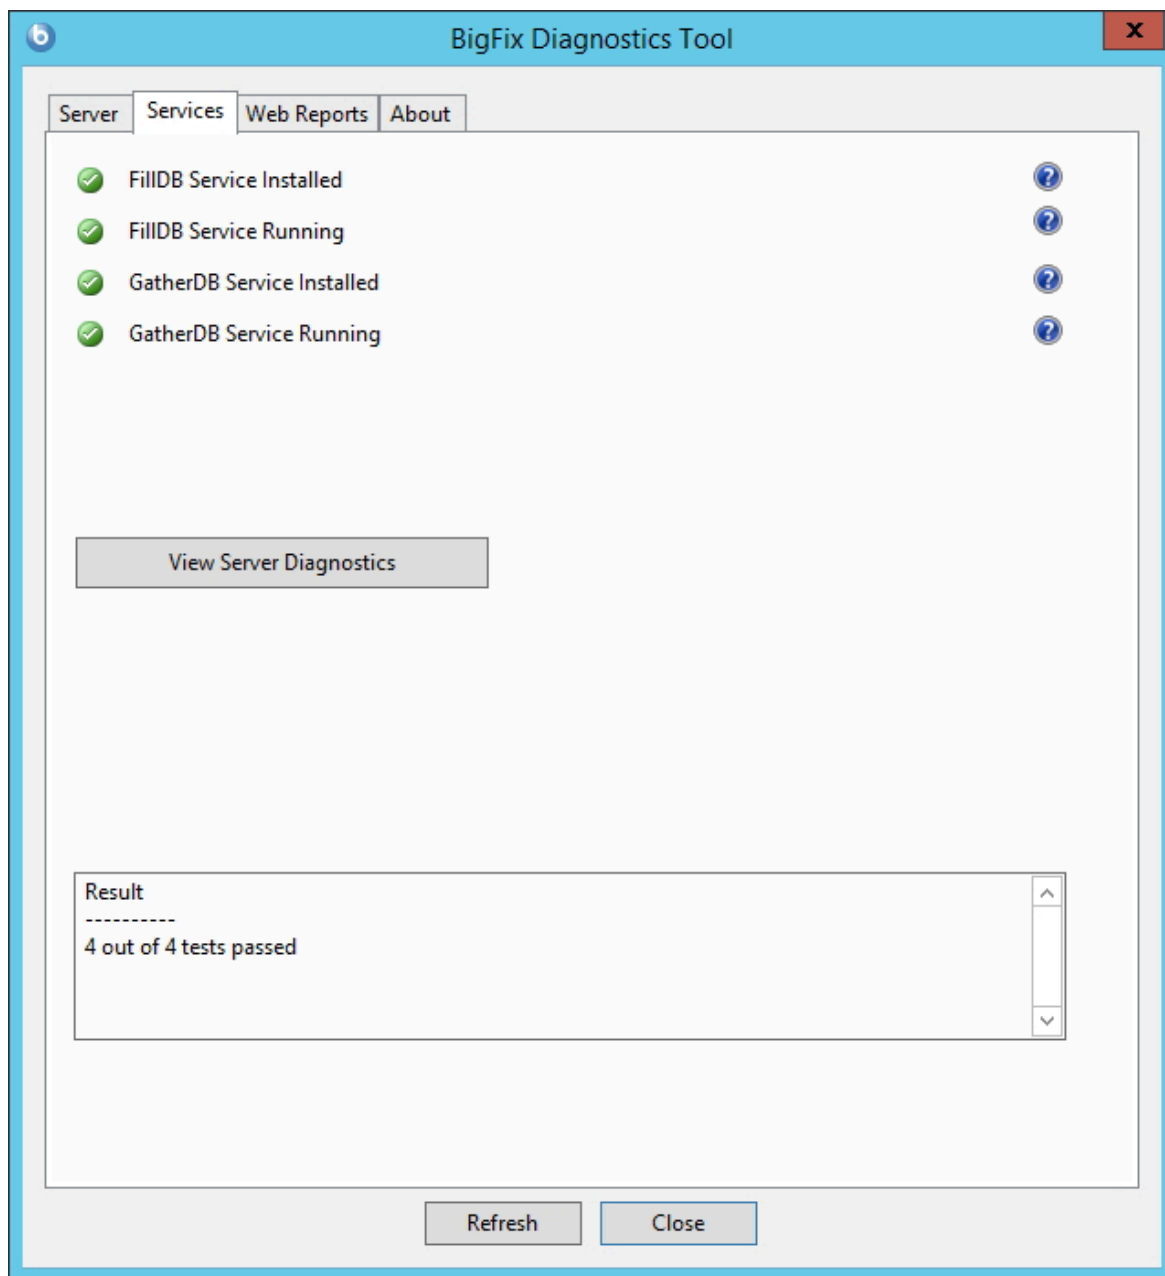 BigFix Diagnostics Tool
Server Services Web Reports About
FillDB Service Installed
FillDB Service Running
GatherDB Service Installed
GatherDB Service Running
View Server Diagnostics
Result
----------
4 out of 4 tests passed
Refresh Close